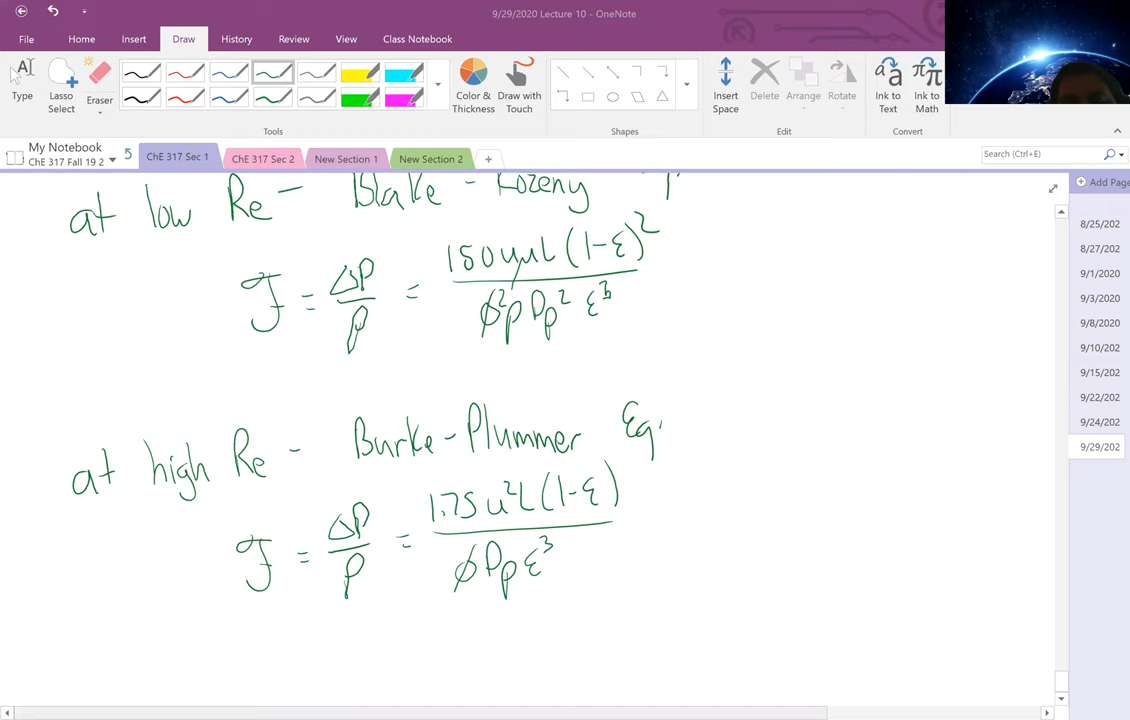 9/29/2020 Lecture 10 - OneNote
File Home Insert Draw History Review View Class Notebook
Type Lasso Select Eraser Color & Thickness Draw with Touch Insert Space Delete Arrange Rotate Ink to Text Ink to Math
Tools Shapes Edit Convert
My Notebook
ChE 317 Fall 19 2
ChE 317 Sec 1 ChE 317 Sec 2 New Section 1 New Section 2 +
Search (Ctrl+E)
Add Page
8/25/202
8/27/202
9/1/2020
9/3/2020
9/8/2020
9/10/202
9/15/202
9/22/202
9/24/202
9/29/202
at low Re - Blake - Kozeny
F = ΔP/ρ = 150uμL(1-ε)²/φ²ρDp²ε³
at high Re - Burke-Plummer Eq.
F = ΔP/ρ = 1.75u²L(1-ε)/φDpε³